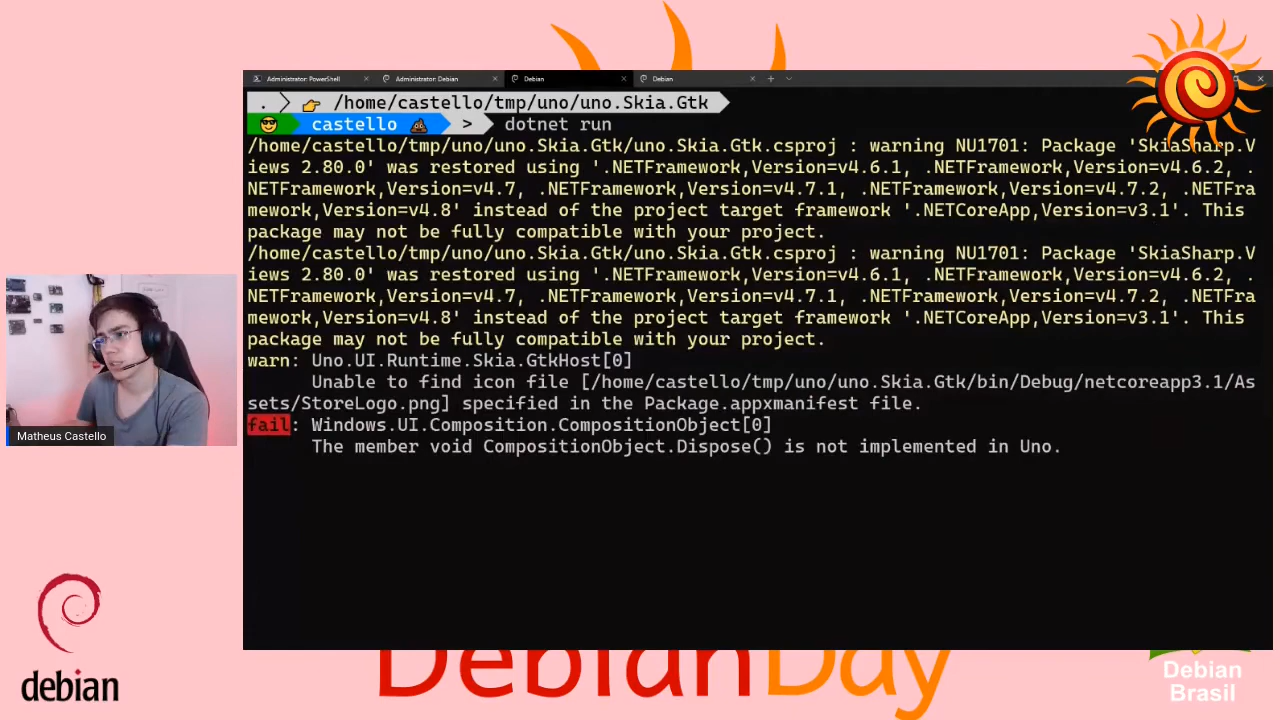 Administrator: PowerShell
Administrator: Debian
Debian
Debian
. /home/castello/tmp/uno/uno.Skia.Gtk
castello > dotnet run
/home/castello/tmp/uno/uno.Skia.Gtk/uno.Skia.Gtk.csproj : warning NU1701: Package 'SkiaSharp.V
iews 2.80.0' was restored using '.NETFramework,Version=v4.6.1, .NETFramework,Version=v4.6.2, .
NETFramework,Version=v4.7, .NETFramework,Version=v4.7.1, .NETFramework,Version=v4.7.2, .NETFra
mework,Version=v4.8' instead of the project target framework '.NETCoreApp,Version=v3.1'. This
package may not be fully compatible with your project.
/home/castello/tmp/uno/uno.Skia.Gtk/uno.Skia.Gtk.csproj : warning NU1701: Package 'SkiaSharp.V
iews 2.80.0' was restored using '.NETFramework,Version=v4.6.1, .NETFramework,Version=v4.6.2, .
NETFramework,Version=v4.7, .NETFramework,Version=v4.7.1, .NETFramework,Version=v4.7.2, .NETFra
mework,Version=v4.8' instead of the project target framework '.NETCoreApp,Version=v3.1'. This
package may not be fully compatible with your project.
warn: Uno.UI.Runtime.Skia.GtkHost[0]
Unable to find icon file [/home/castello/tmp/uno/uno.Skia.Gtk/bin/Debug/netcoreapp3.1/As
sets/StoreLogo.png] specified in the Package.appxmanifest file.
fail: Windows.UI.Composition.CompositionObject[0]
The member void CompositionObject.Dispose() is not implemented in Uno.
Matheus Castello
debian
DebianDay
Debian
Brasil